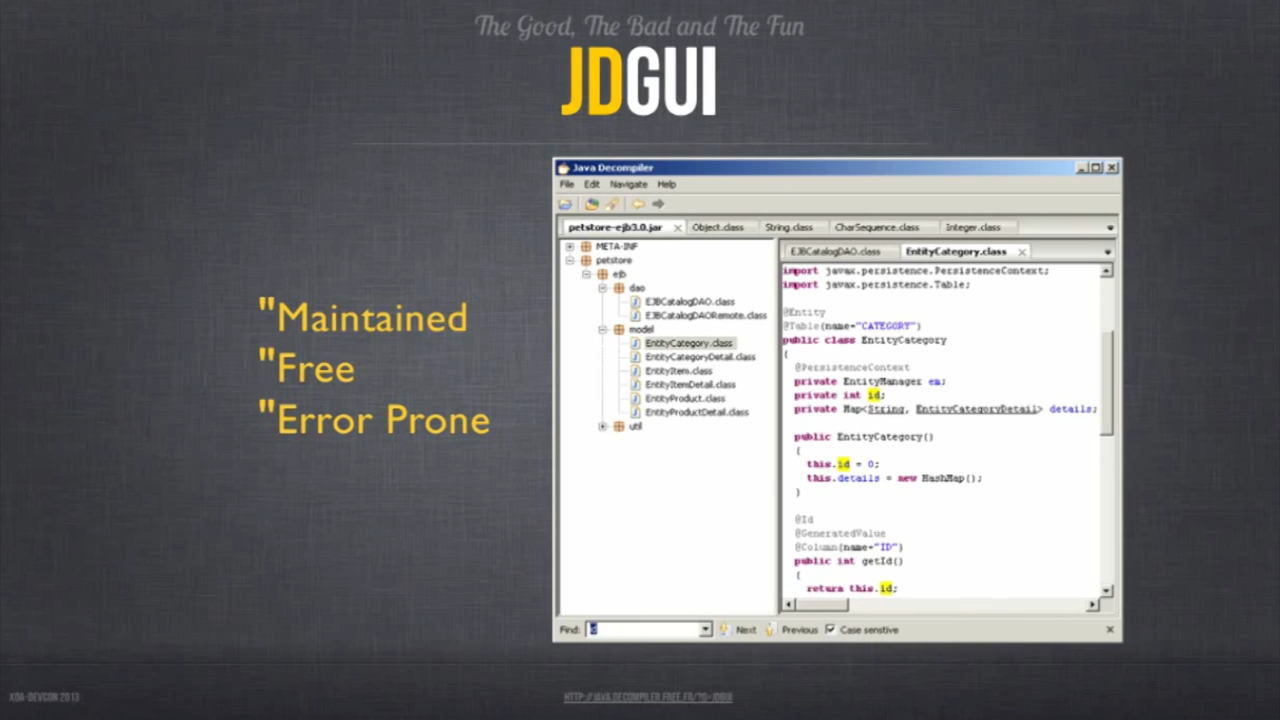 The Good, The Bad and The Fun
JDGUI
"Maintained
"Free
"Error Prone
Java Decompiler
File Edit Navigate Help
petstore-ejb3.0.jar Object.class String.class CharSequence.class Integer.class
META-INF
petstore
ejb
dao
EJBCatalogDAO.class
EJBCatalogDAORemote.class
model
EntityCategory.class
EntityCategoryDetail.class
EntityItem.class
EntityItemDetail.class
EntityProduct.class
EntityProductDetail.class
util
EJBCatalogDAO.class EntityCategory.class
import javax.persistence.PersistenceContext;
import javax.persistence.Table;
@Entity
@Table(name="CATEGORY")
public class EntityCategory
{
@PersistenceContext
private EntityManager em;
private int id;
private Map<String, EntityCategoryDetail> details;
public EntityCategory()
{
this.id = 0;
this.details = new HashMap();
}
@Id
@GeneratedValue
@Column(name="ID")
public int getId()
{
return this.id;
Find: id Next Previous Case senstive
XDA-DEVCON 2013
HTTP://JAVA.DECOMPILER.FREE.FR/?Q=JDGUI